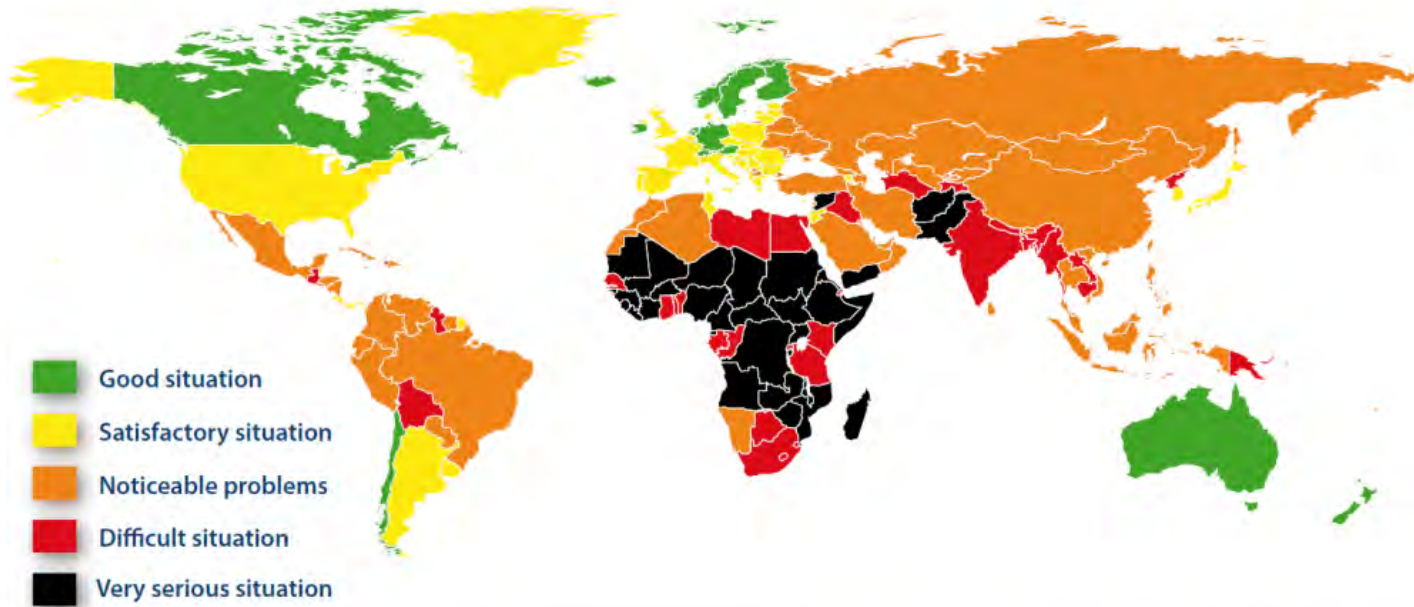 Good situation
Satisfactory situation
Noticeable problems
Difficult situation
Very serious situation